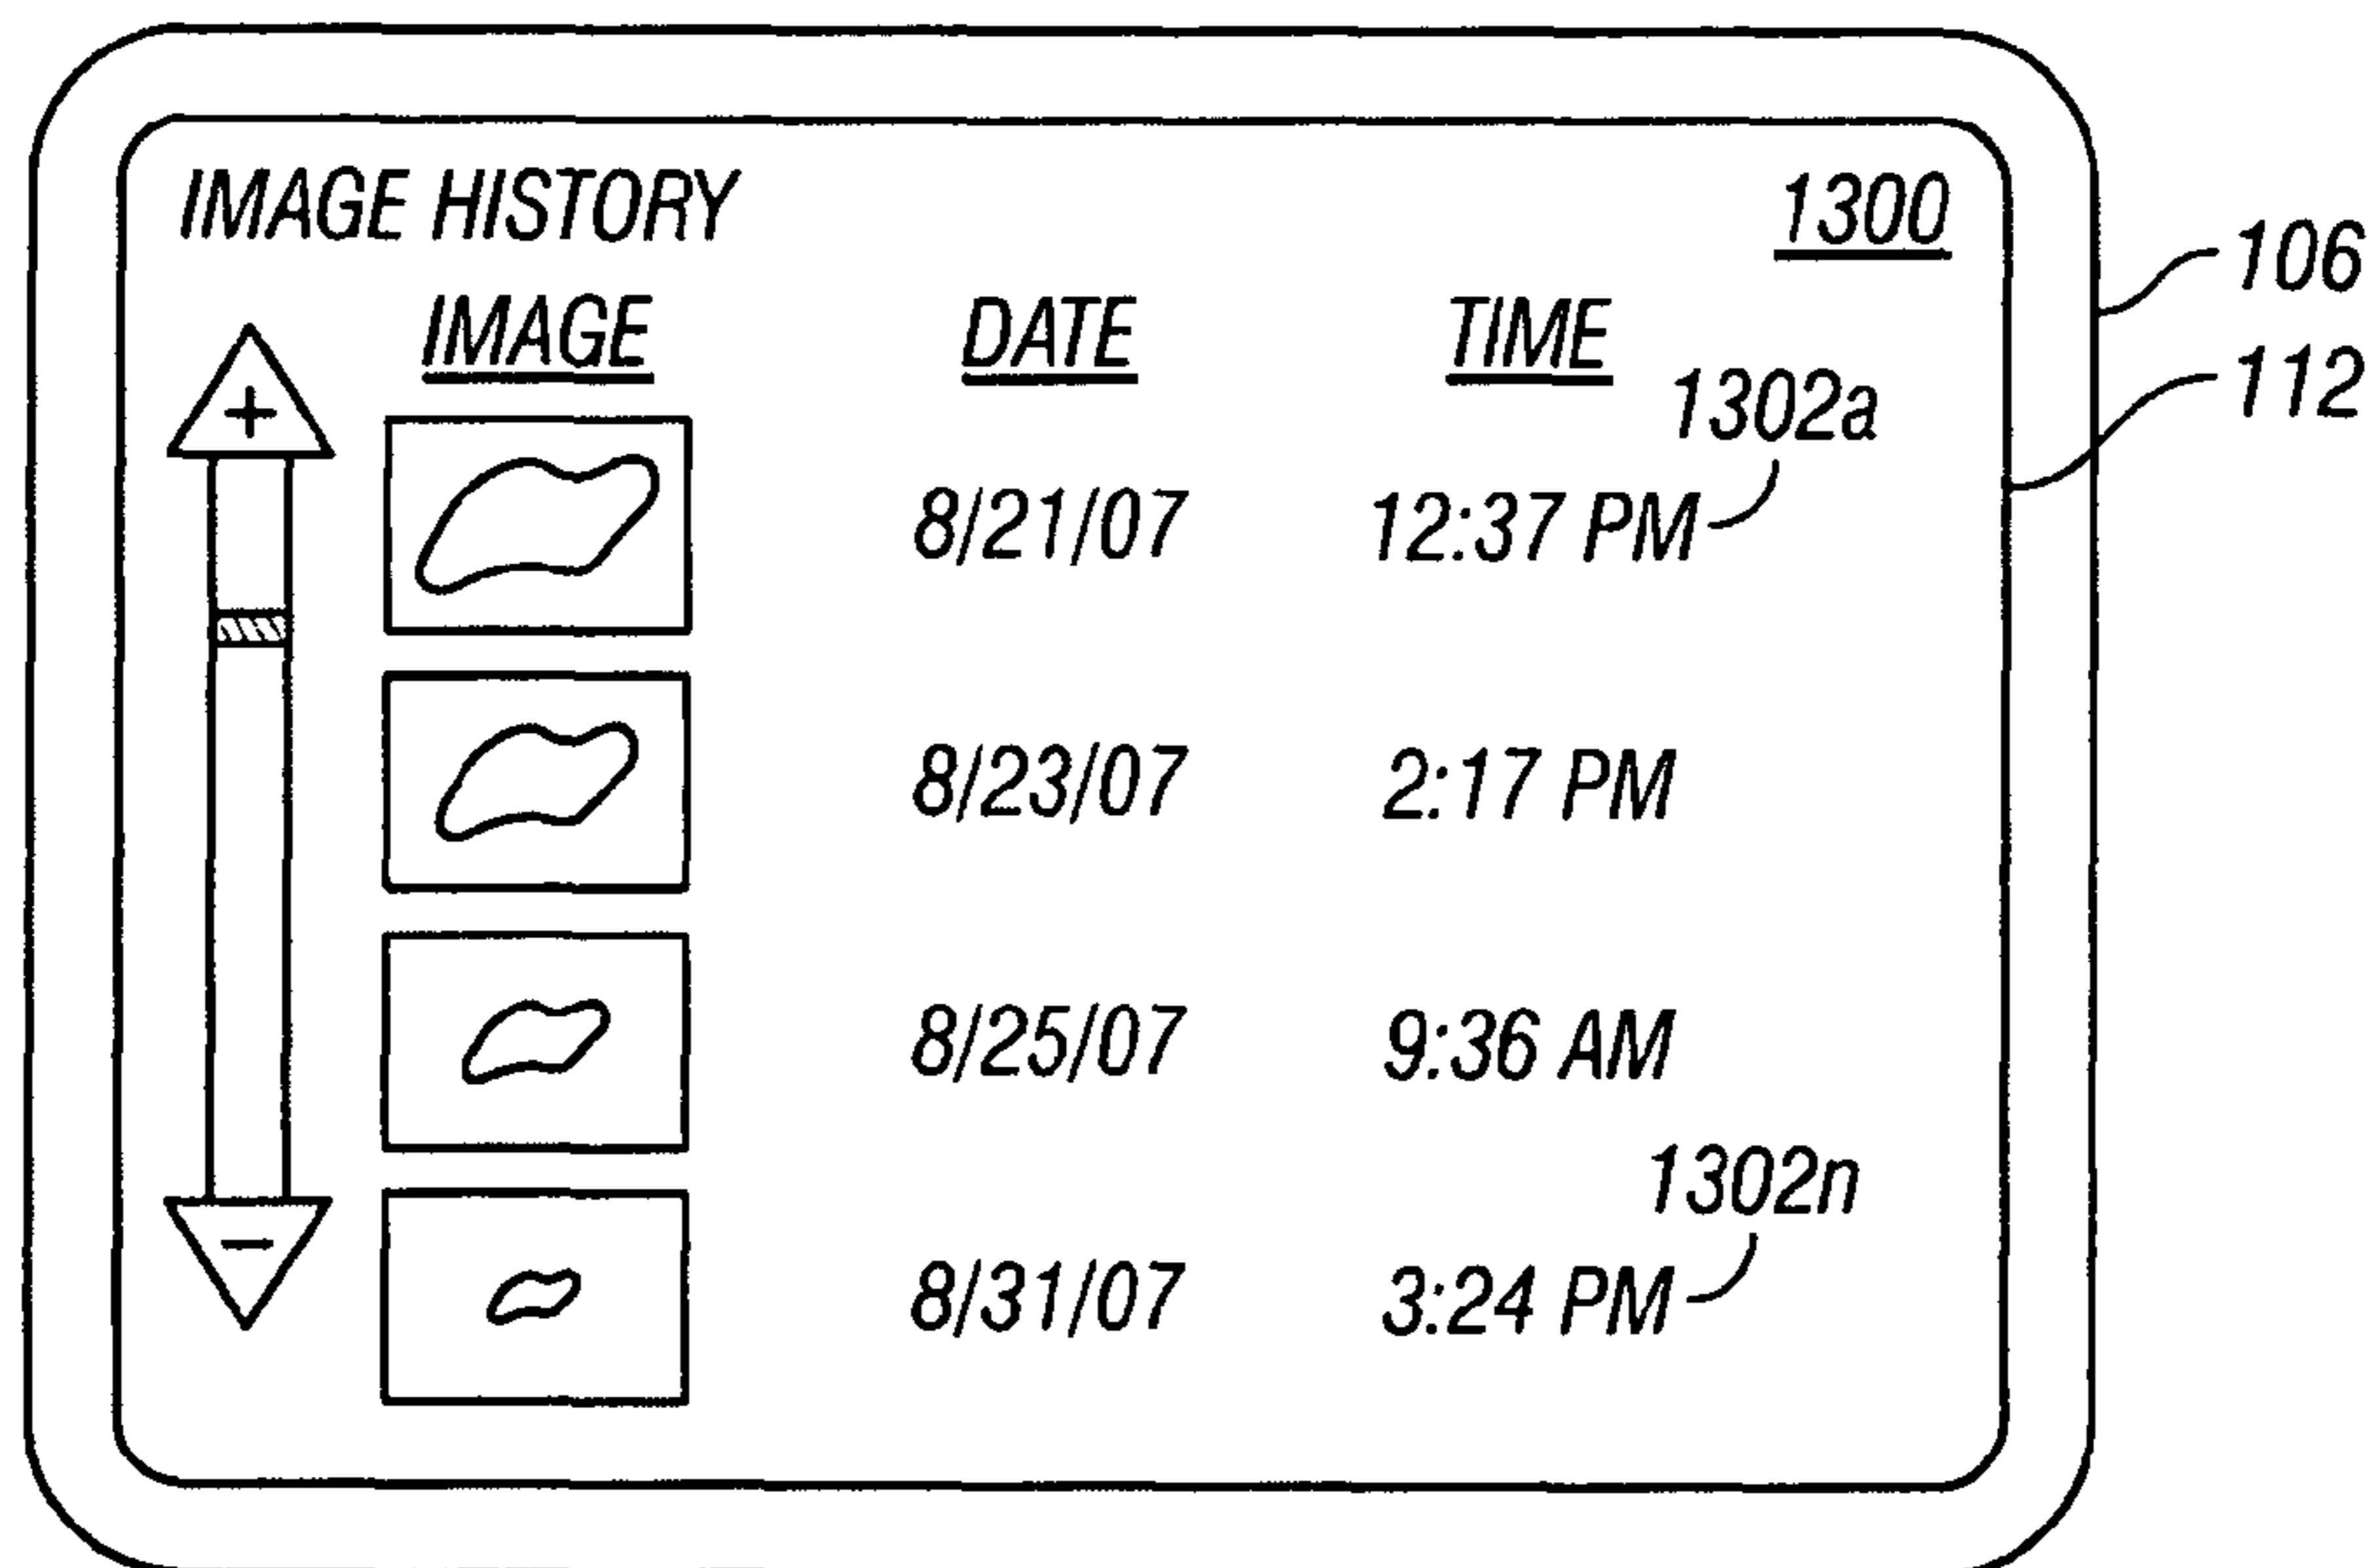 IMAGE HISTORY 1300
106
IMAGE DATE TIME
112
1302a
+
8/21/07 12:37 PM
8/23/07 2:17 PM
8/25/07 9:36 AM
1302n
−
8/31/07 3:24 PM